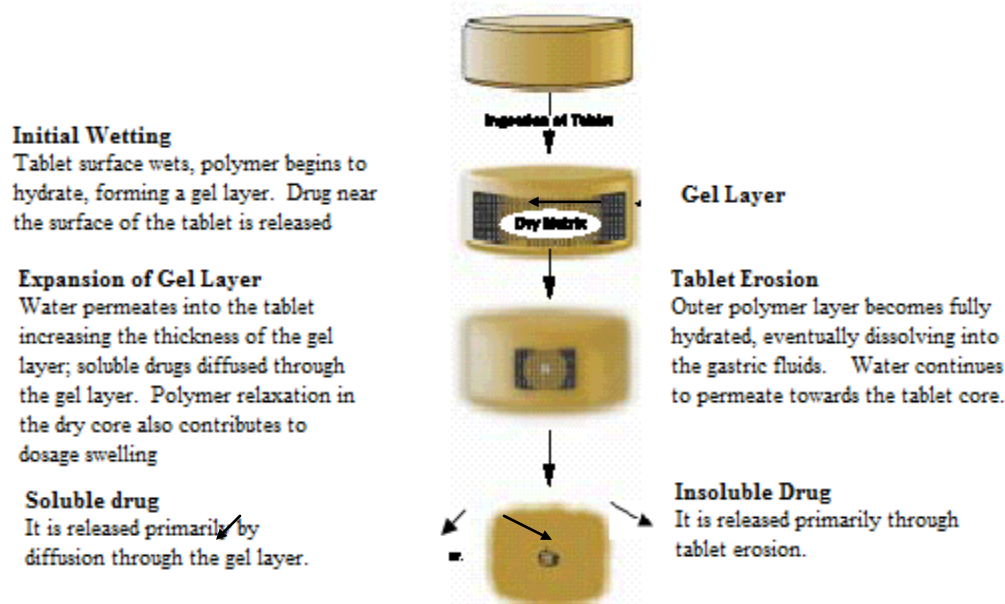 Ingestion of Tablet
Initial Wetting
Tablet surface wets, polymer begins to
hydrate, forming a gel layer. Drug near
the surface of the tablet is released
Gel Layer
Dry Matrix
Expansion of Gel Layer
Water permeates into the tablet
increasing the thickness of the gel
layer; soluble drugs diffused through
the gel layer. Polymer relaxation in
the dry core also contributes to
dosage swelling
Tablet Erosion
Outer polymer layer becomes fully
hydrated, eventually dissolving into
the gastric fluids. Water continues
to permeate towards the tablet core.
Soluble drug
It is released primarily by
diffusion through the gel layer.
Insoluble Drug
It is released primarily through
tablet erosion.